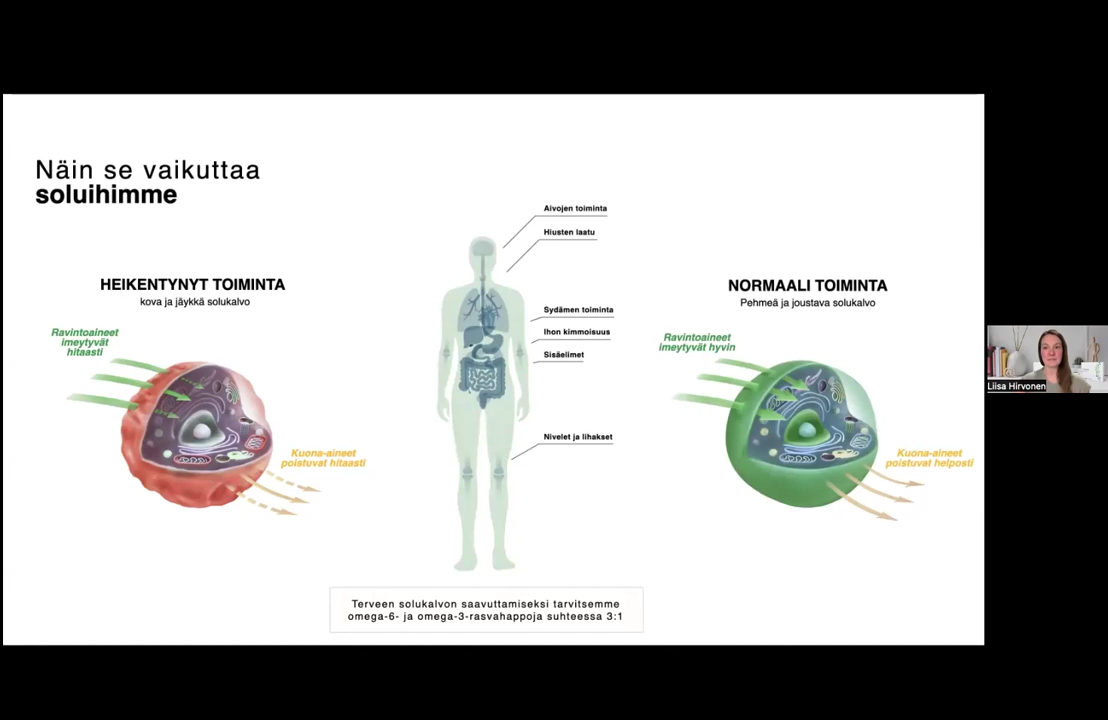 Näin se vaikuttaa
soluihimme
HEIKENTYNYT TOIMINTA
kova ja jäykkä solukalvo
Ravintoaineet
imeytyvät
hitaasti
Kuona-aineet
poistuvat hitaasti
Aivojen toiminta
Hiusten laatu
Sydämen toiminta
Ihon kimmoisuus
Sisäelimet
Nivelet ja lihakset
NORMAALI TOIMINTA
Pehmeä ja joustava solukalvo
Ravintoaineet
imeytyvät hyvin
Kuona-aineet
poistuvat helposti
Terveen solukalvon saavuttamiseksi tarvitsemme
omega-6- ja omega-3-rasvahappoja suhteessa 3:1
Liisa Hirvonen